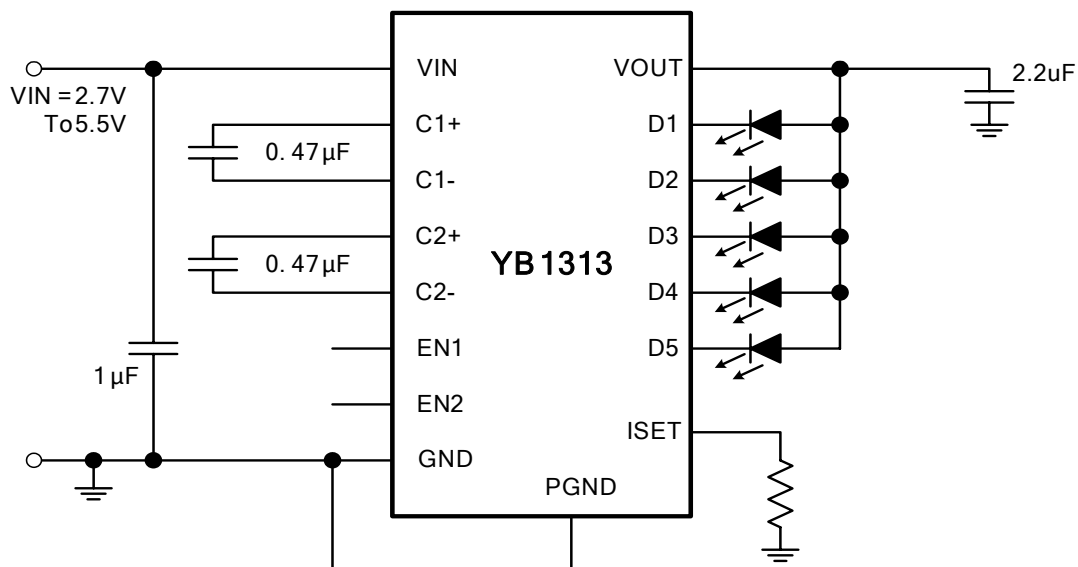 VIN
VOUT
2.2uF
VIN =2.7V
To5.5V
C1+
D1
0. 47µF
C1-
D2
C2+
D3
0. 47µF
YB1313
C2-
D4
EN1
D5
1µF
EN2
ISET
GND
PGND